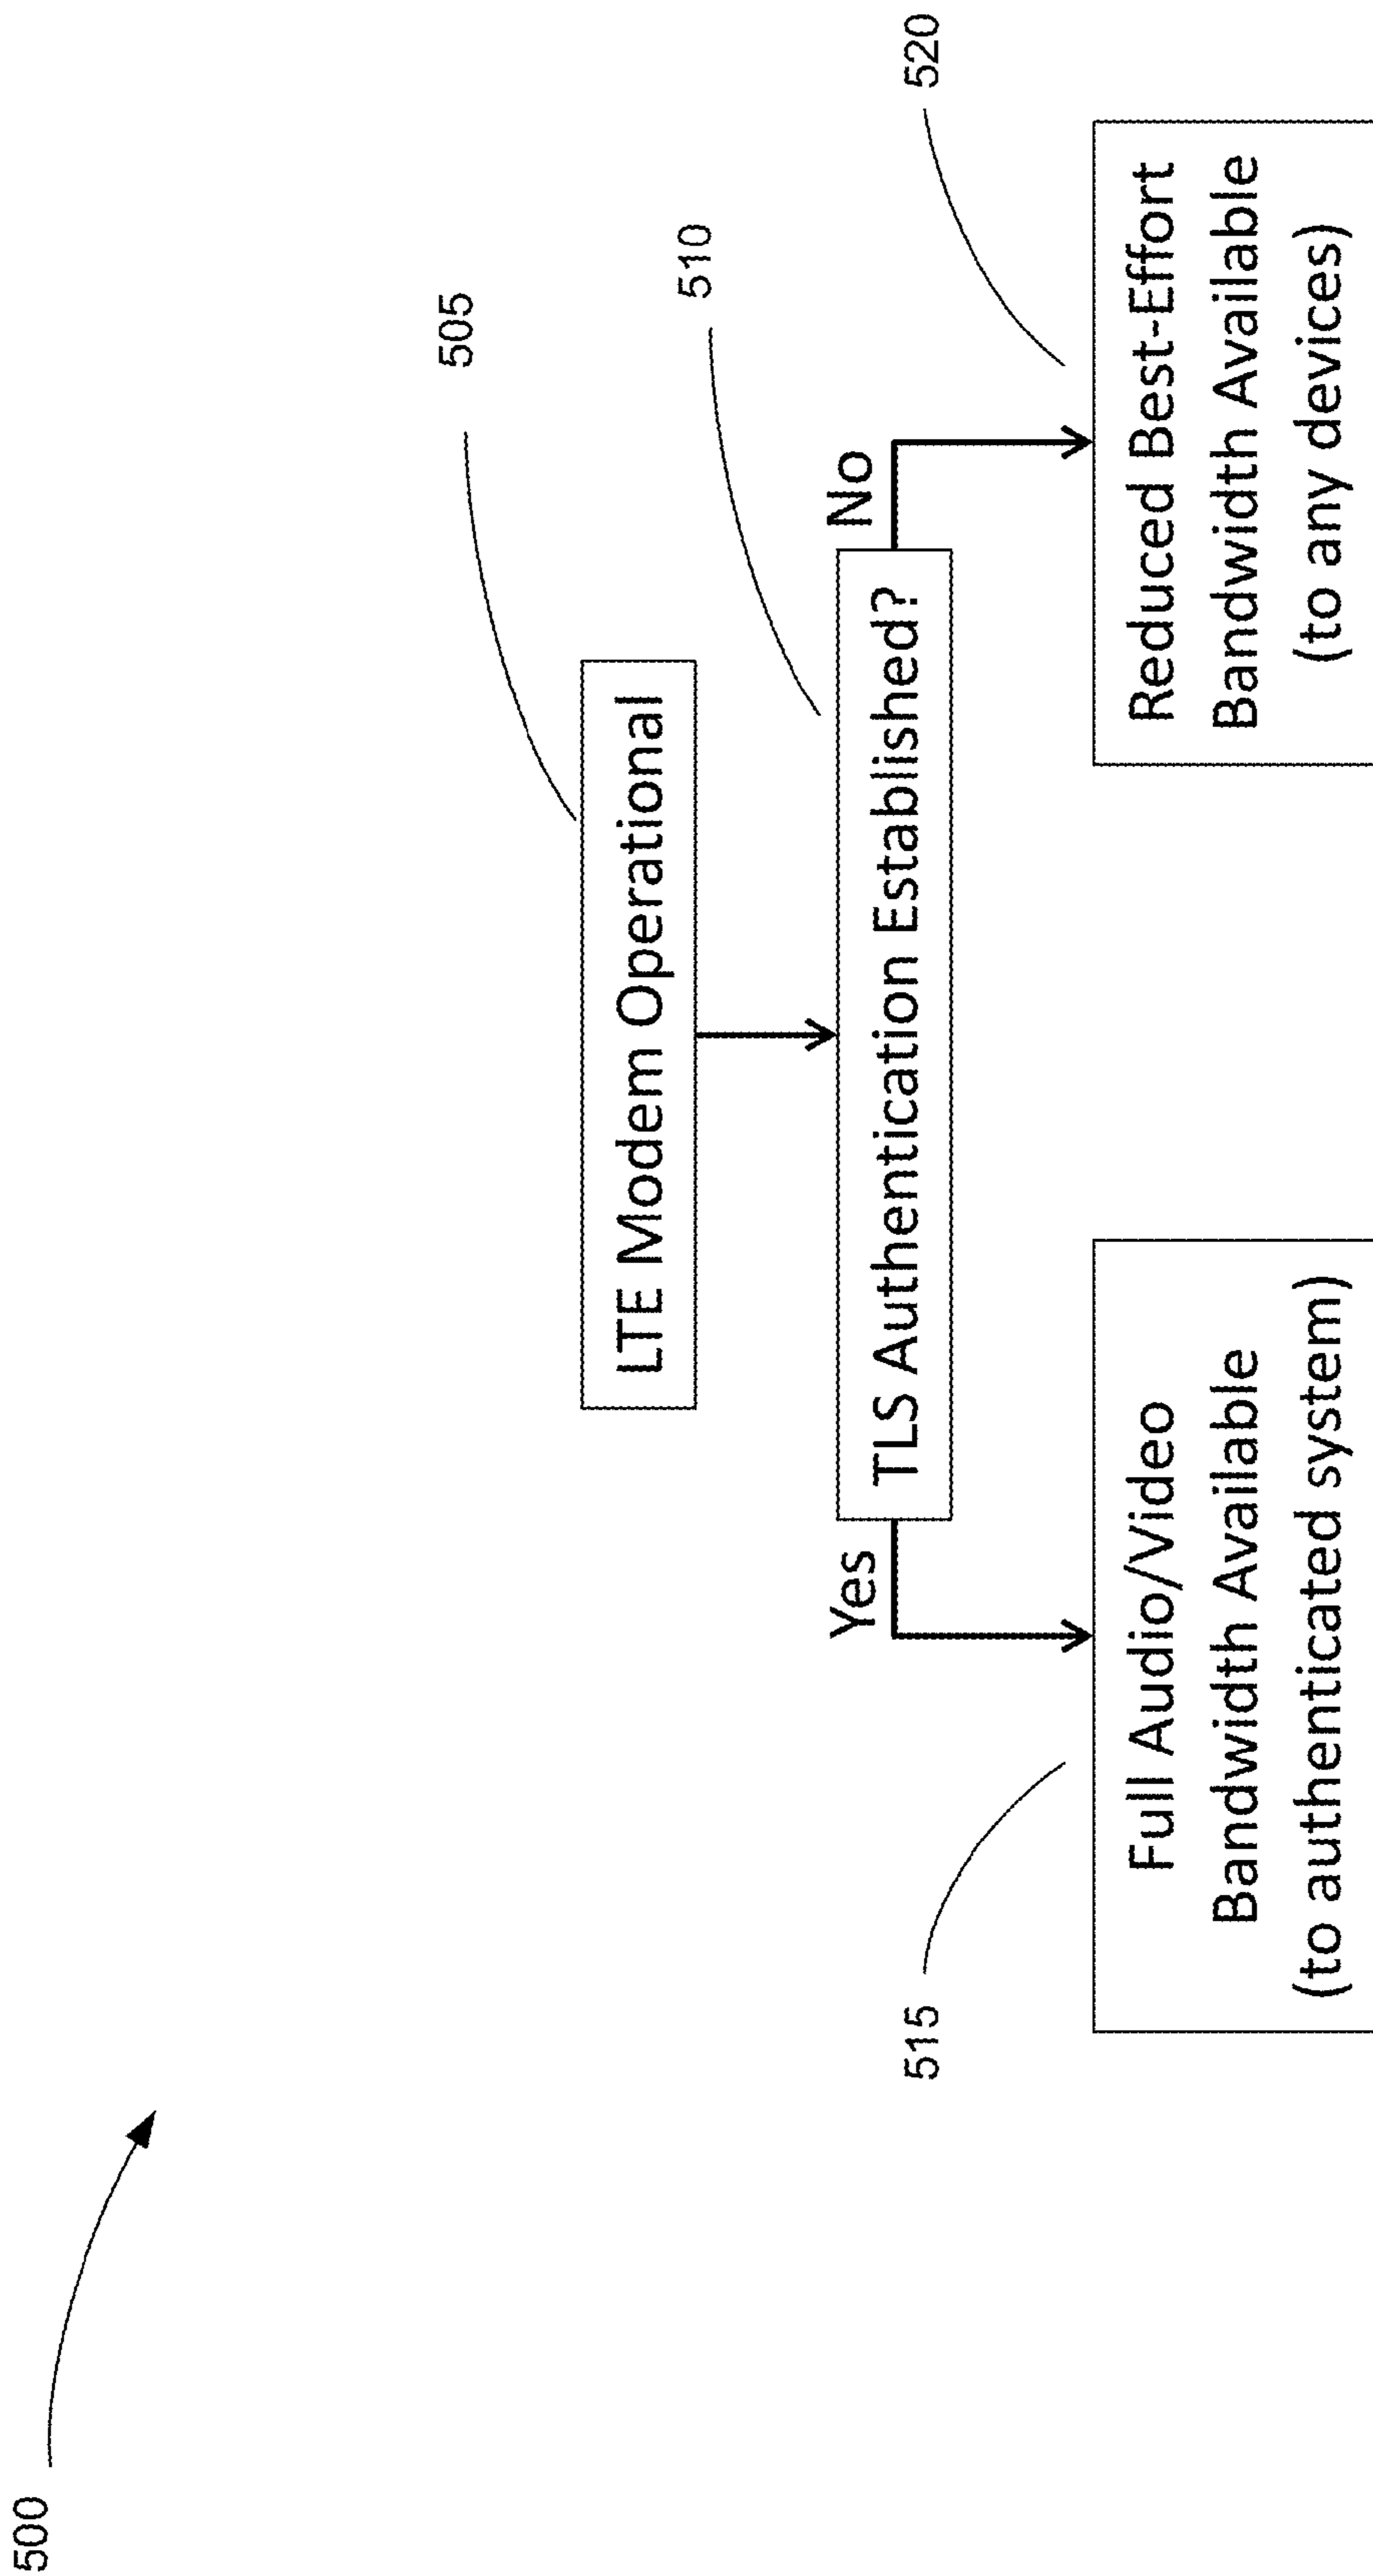 500
505
LTE Modem Operational
510
TLS Authentication Established?
Yes
No
515
520
Full Audio/Video
Bandwidth Available
(to authenticated system)
Reduced Best-Effort
Bandwidth Available
(to any devices)